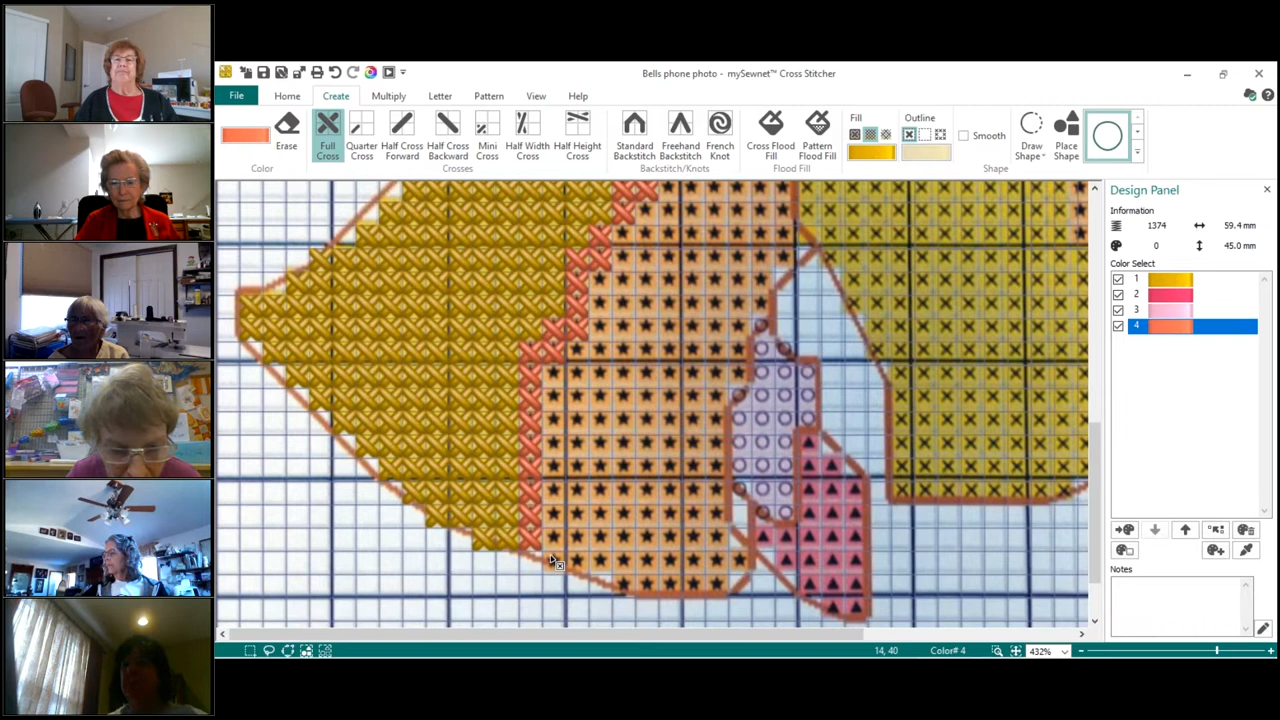 Bells phone photo - mySewnet™ Cross Stitcher
File Home Create Multiply Letter Pattern View Help
Erase
Full Cross
Quarter Cross
Half Cross Forward
Half Cross Backward
Mini Cross
Half Width Cross
Half Height Cross
Standard Backstitch
Freehand Backstitch
French Knot
Cross Flood Fill
Pattern Flood Fill
Fill
Outline
Smooth
Draw Shape
Place Shape
Color
Crosses
Backstitch/Knots
Flood Fill
Shape
Design Panel
Information
1374 59.4 mm
0 45.0 mm
Color Select
1
2
3
4
Notes
14, 40 Color# 4 432%